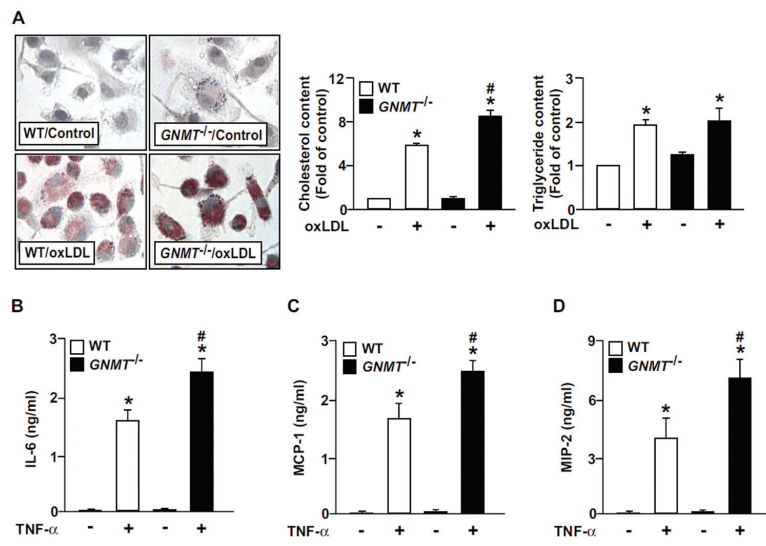 A
WT/Control
GNMT-/-/Control
WT/oxLDL
GNMT-/-/oxLDL
Cholesterol content
(Fold of control)
12
8
4
0
WT
GNMT-/-
*
#
*
oxLDL - + - +
Triglyceride content
(Fold of control)
3
2
1
0
*
*
oxLDL - + - +
B
IL-6 (ng/ml)
3
2
1
0
WT
GNMT-/-
*
#
*
TNF-α - + - +
C
MCP-1 (ng/ml)
3
2
1
0
WT
GNMT-/-
*
#
*
TNF-α - + - +
D
MIP-2 (ng/ml)
9
6
3
0
WT
GNMT-/-
*
#
*
TNF-α - + - +